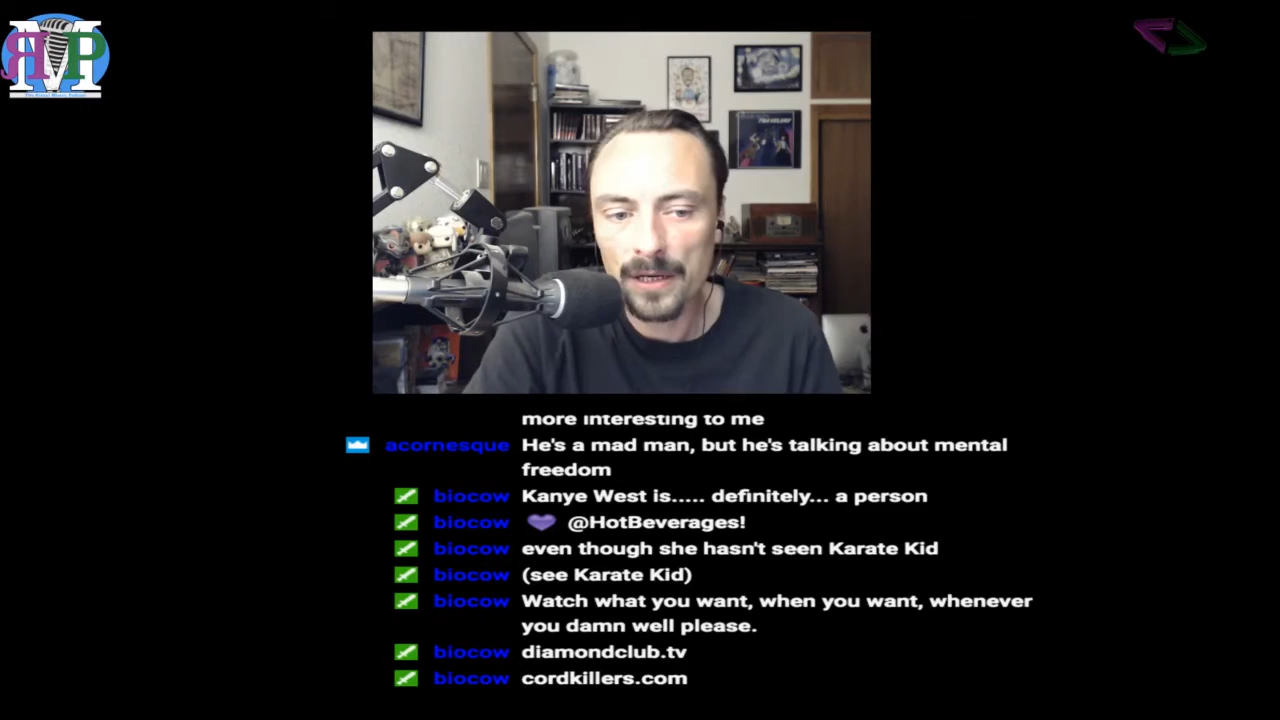 RMP
more interesting to me
acornesque He's a mad man, but he's talking about mental
freedom
biocow Kanye West is..... definitely... a person
biocow @HotBeverages!
biocow even though she hasn't seen Karate Kid
biocow (see Karate Kid)
biocow Watch what you want, when you want, whenever
you damn well please.
biocow diamondclub.tv
biocow cordkillers.com